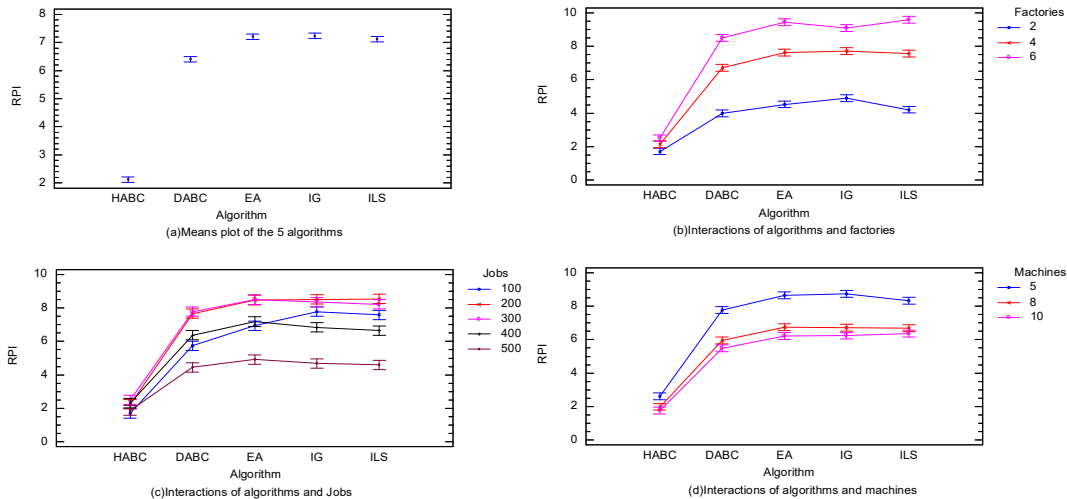 8
7
6
5
4
3
2
RPI
HABC
DABC
EA
IG
ILS
Algorithm
(a)Means plot of the 5 algorithms
10
8
6
4
2
0
RPI
HABC
DABC
EA
IG
ILS
Algorithm
(b)Interactions of algorithms and factories
Factories
2
4
6
10
8
6
4
2
0
RPI
HABC
DABC
EA
IG
ILS
Algorithm
(c)Interactions of algorithms and Jobs
Jobs
100
200
300
400
500
10
8
6
4
2
0
RPI
HABC
DABC
EA
IG
ILS
Algorithm
(d)Interactions of algorithms and machines
Machines
5
8
10